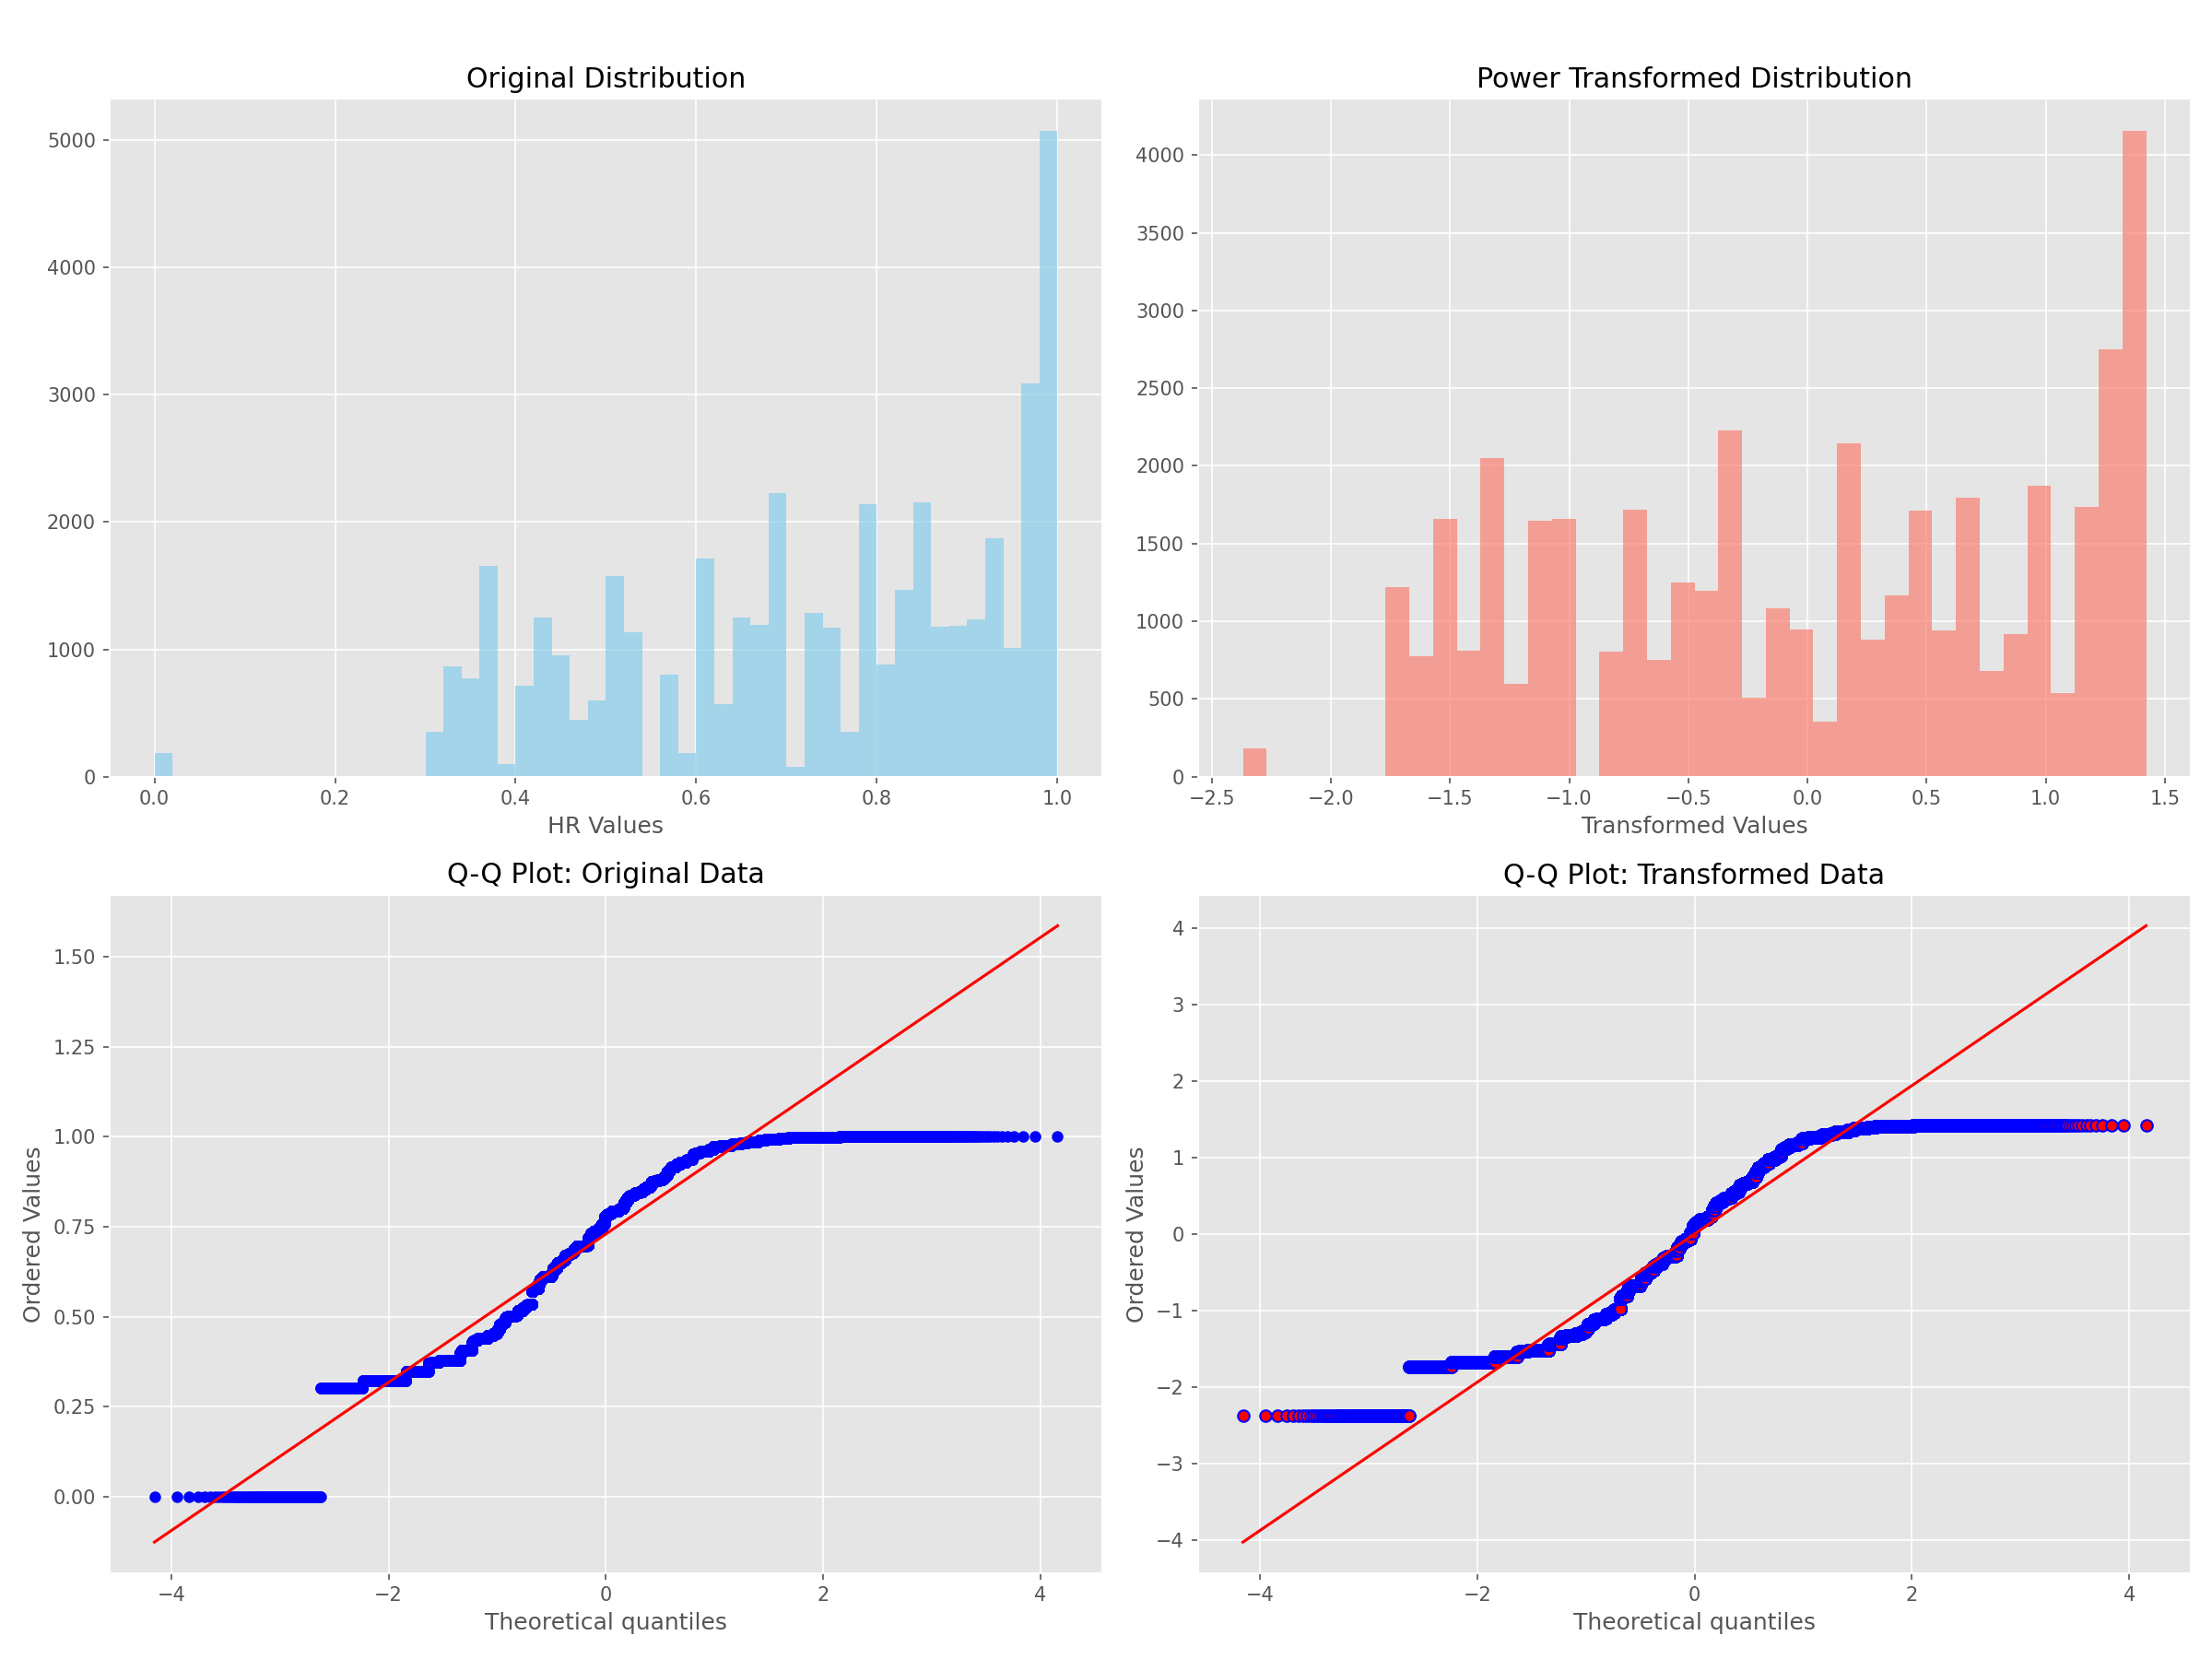 Original Distribution
5000
4000
3000
2000
1000
0
0.0 0.2 0.4 0.6 0.8 1.0
HR Values
Power Transformed Distribution
4000
3500
3000
2500
2000
1500
1000
500
0
−2.5 −2.0 −1.5 −1.0 −0.5 0.0 0.5 1.0 1.5
Transformed Values
Q-Q Plot: Original Data
Ordered Values
1.50
1.25
1.00
0.75
0.50
0.25
0.00
−4 −2 0 2 4
Theoretical quantiles
Q-Q Plot: Transformed Data
Ordered Values
4
3
2
1
0
−1
−2
−3
−4
−4 −2 0 2 4
Theoretical quantiles